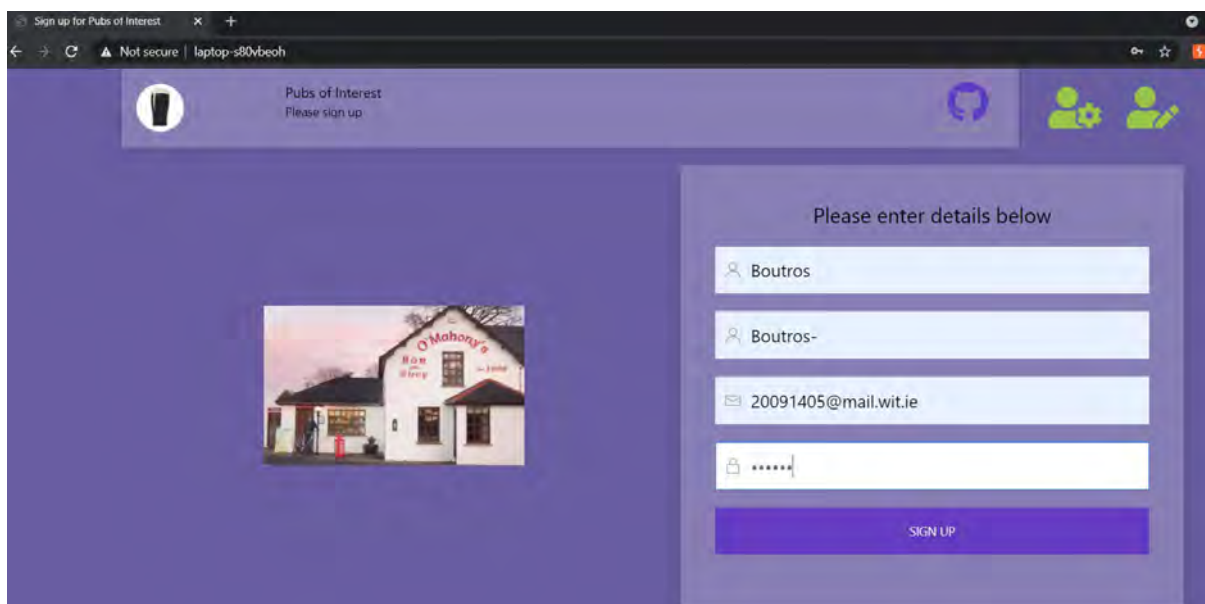 Sign up for Pubs of Interest
Not secure | laptop-s80vbeoh
Pubs of Interest
Please sign up
Please enter details below
Boutros
Boutros-
20091405@mail.wit.ie
••••••
SIGN UP
O'Mahony's